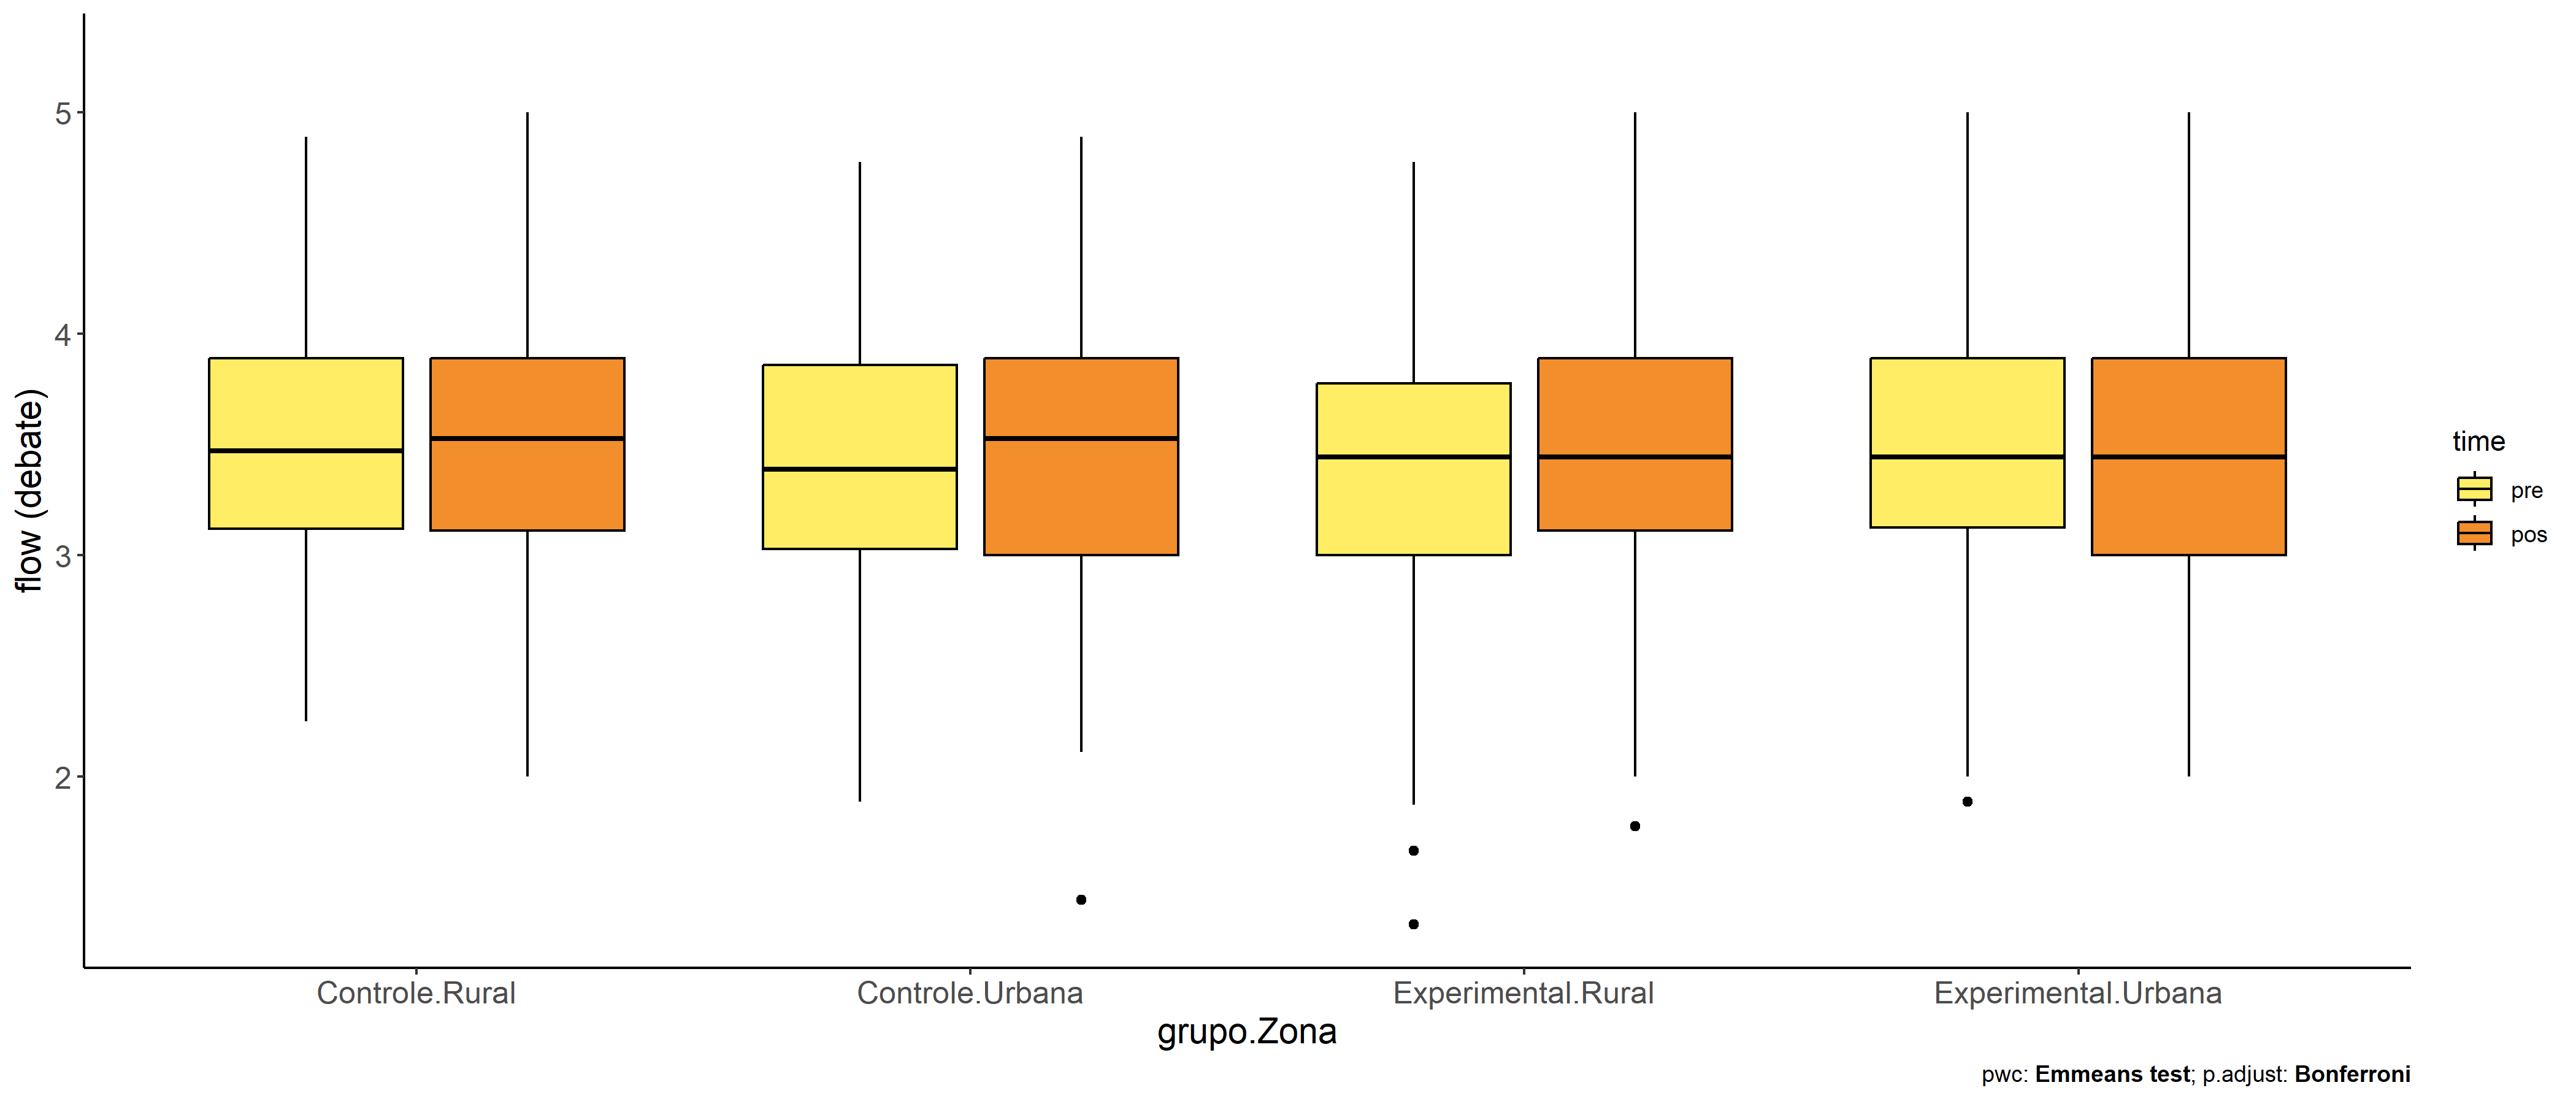 5
4
3
2
flow (debate)
Controle.Rural
Controle.Urbana
Experimental.Rural
Experimental.Urbana
grupo.Zona
time
pre
pos
pwc: Emmeans test; p.adjust: Bonferroni